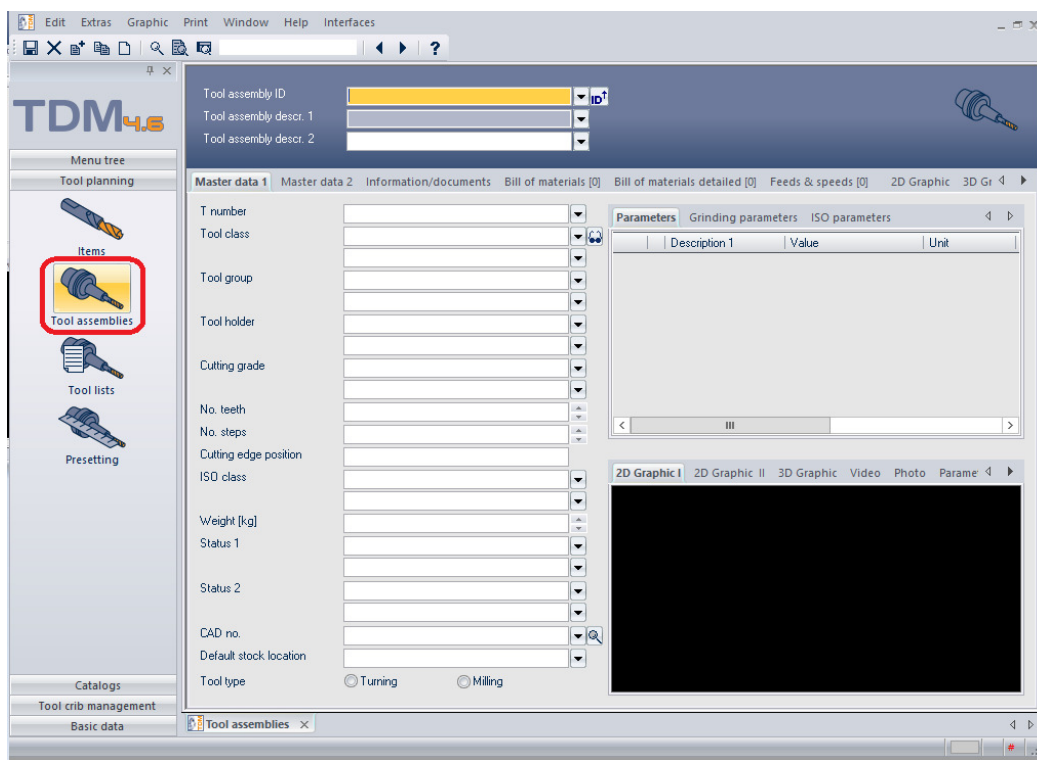 Edit Extras Graphic Print Window Help Interfaces
?
TDM4.6
Menu tree
Tool planning
Items
Tool assemblies
Tool lists
Presetting
Catalogs
Tool crib management
Basic data
Tool assembly ID
ID
Tool assembly descr. 1
Tool assembly descr. 2
Master data 1 Master data 2 Information/documents Bill of materials [0] Bill of materials detailed [0] Feeds & speeds [0] 2D Graphic 3D Gr
T number
Tool class
Tool group
Tool holder
Cutting grade
No. teeth
No. steps
Cutting edge position
ISO class
Weight [kg]
Status 1
Status 2
CAD no.
Default stock location
Tool type Turning Milling
Parameters Grinding parameters ISO parameters
Description 1 Value Unit
2D Graphic I 2D Graphic II 3D Graphic Video Photo Parame
Tool assemblies
#